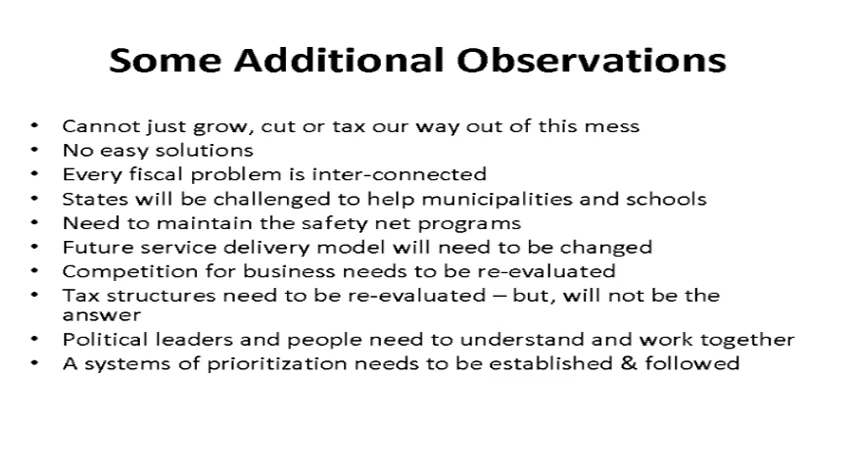 Some Additional Observations
• Cannot just grow, cut or tax our way out of this mess
• No easy solutions
• Every fiscal problem is inter-connected
• States will be challenged to help municipalities and schools
• Need to maintain the safety net programs
• Future service delivery model will need to be changed
• Competition for business needs to be re-evaluated
• Tax structures need to be re-evaluated – but, will not be the
answer
• Political leaders and people need to understand and work together
• A systems of prioritization needs to be established & followed